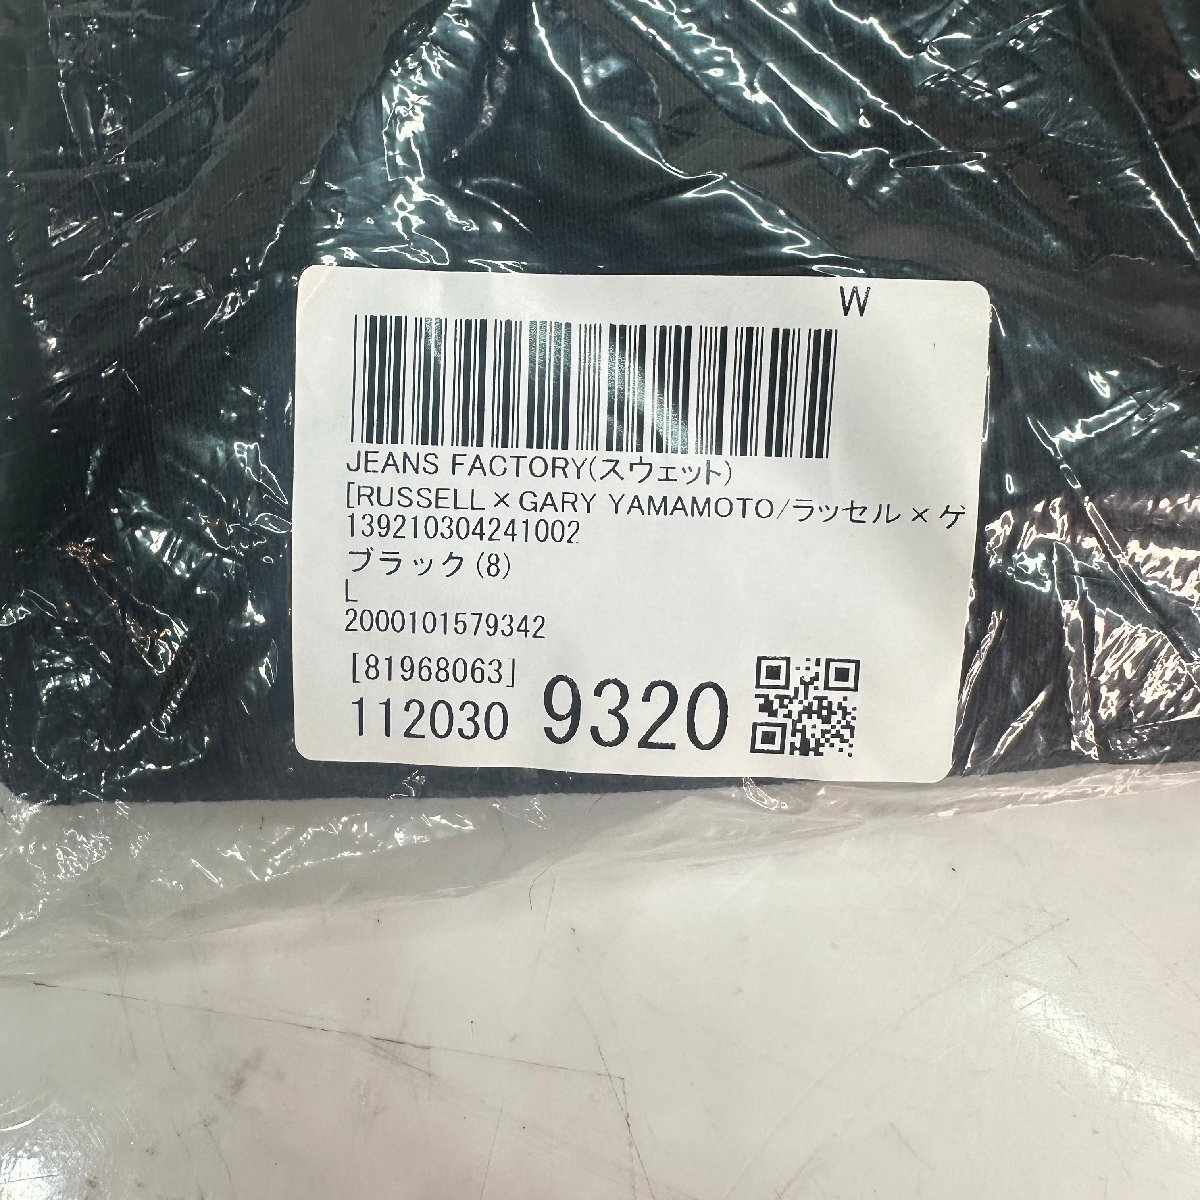 W
JEANS FACTORY(スウェット)
[RUSSELL×GARY YAMAMOTO/ラッセル×ゲ
139210304241002
ブラック(8)
L
2000101579342
[81968063]
112030 9320